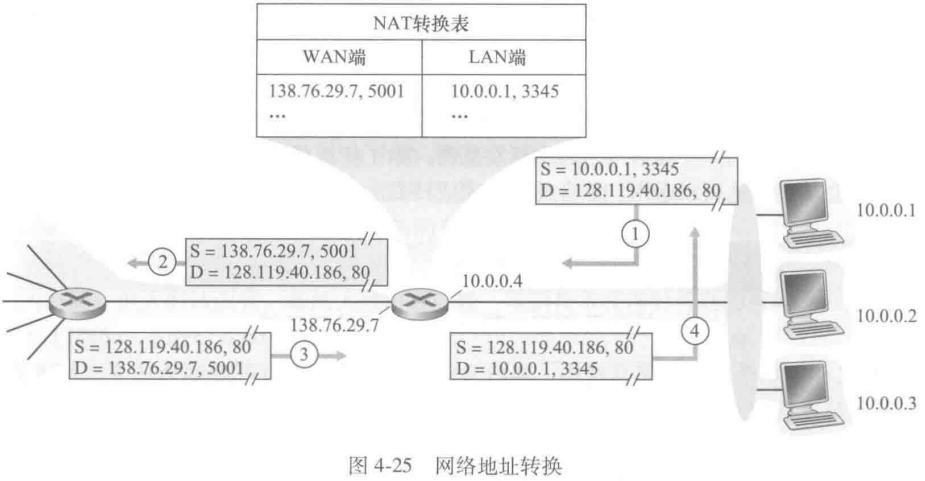 NAT转换表
WAN端 LAN端
138.76.29.7, 5001 10.0.0.1, 3345
… …
S = 10.0.0.1, 3345
D = 128.119.40.186, 80
1
10.0.0.1
S = 138.76.29.7, 5001
D = 128.119.40.186, 80
2
10.0.0.4
10.0.0.2
138.76.29.7
S = 128.119.40.186, 80
D = 138.76.29.7, 5001
3
S = 128.119.40.186, 80
D = 10.0.0.1, 3345
4
10.0.0.3
图 4-25 网络地址转换